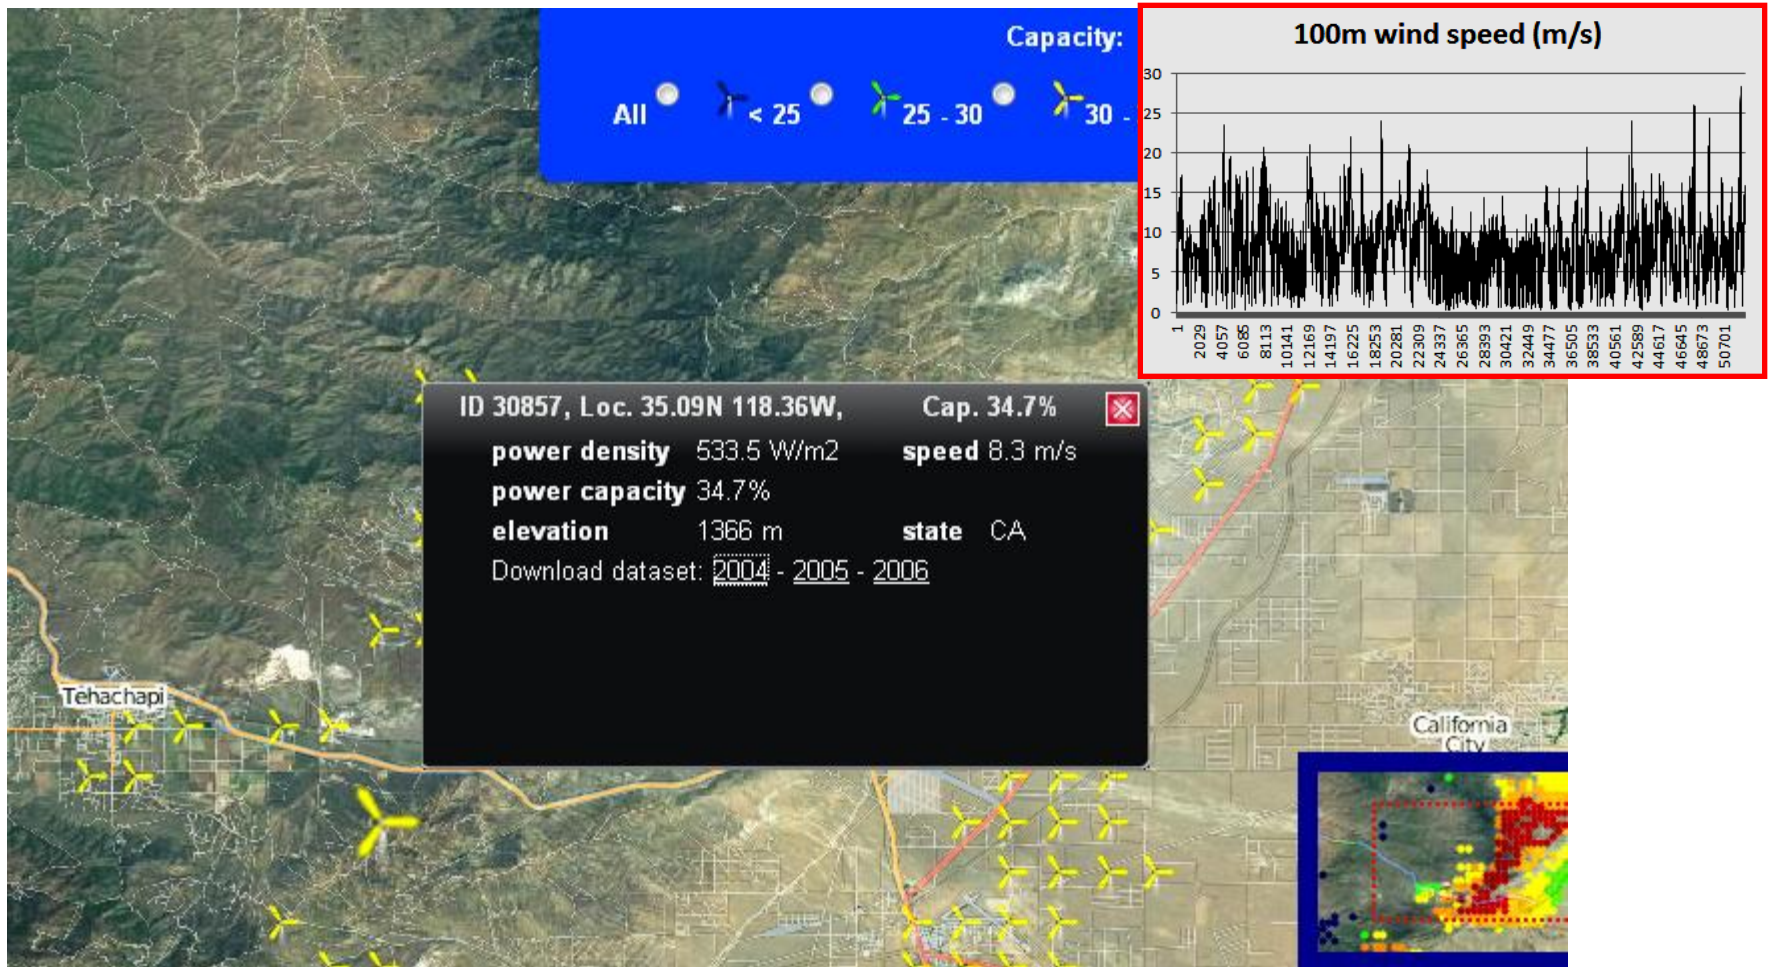 Capacity:
All < 25 25 - 30 30 -
100m wind speed (m/s)
30
25
20
15
10
5
0
1 2029 4057 6085 8113 10141 12169 14197 16225 18253 20281 22309 24337 26365 28393 30421 32449 34477 36505 38533 40561 42589 44617 46645 48673 50701
ID 30857, Loc. 35.09N 118.36W, Cap. 34.7%
power density 533.5 W/m2 speed 8.3 m/s
power capacity 34.7%
elevation 1366 m state CA
Download dataset: 2004 - 2005 - 2006
Tehachapi
California
City